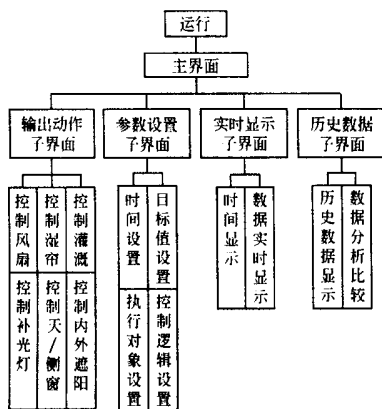 运行
主界面
输出动作
子界面
参数设置
子界面
实时显示
子界面
历史数据
子界面
控制风扇
控制湿帘
控制灌溉
控制补光灯
控制天/侧窗
控制内外遮阳
时间设置
目标值设置
执行对象设置
控制逻辑设置
时间显示
数据实时显示
历史数据显示
数据分析比较